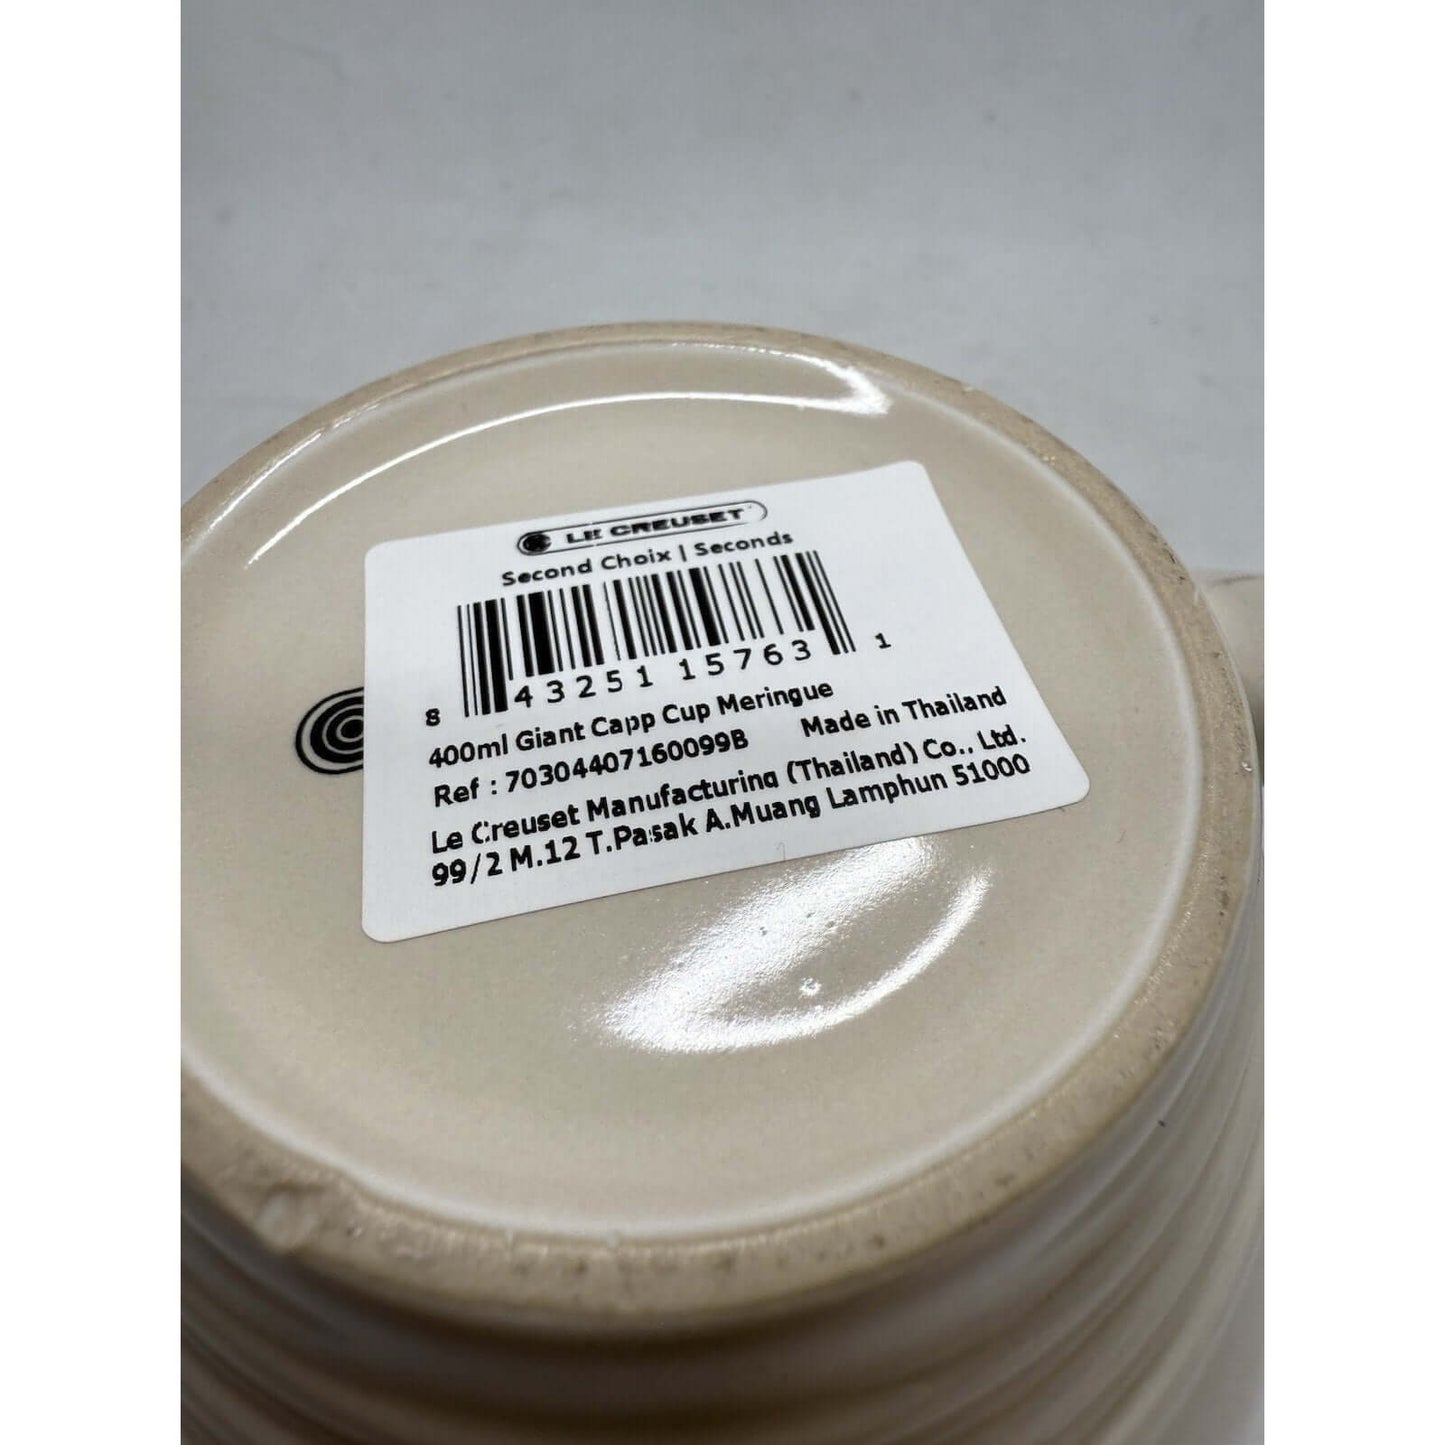 LE CREUSET
Second Choix | Seconds
8 43251 15763 1
400ml Giant Capp Cup Meringue
Ref : 70304407160099B Made in Thailand
Le Creuset Manufacturing (Thailand) Co., Ltd.
99/2 M.12 T.Pasak A.Muang Lamphun 51000